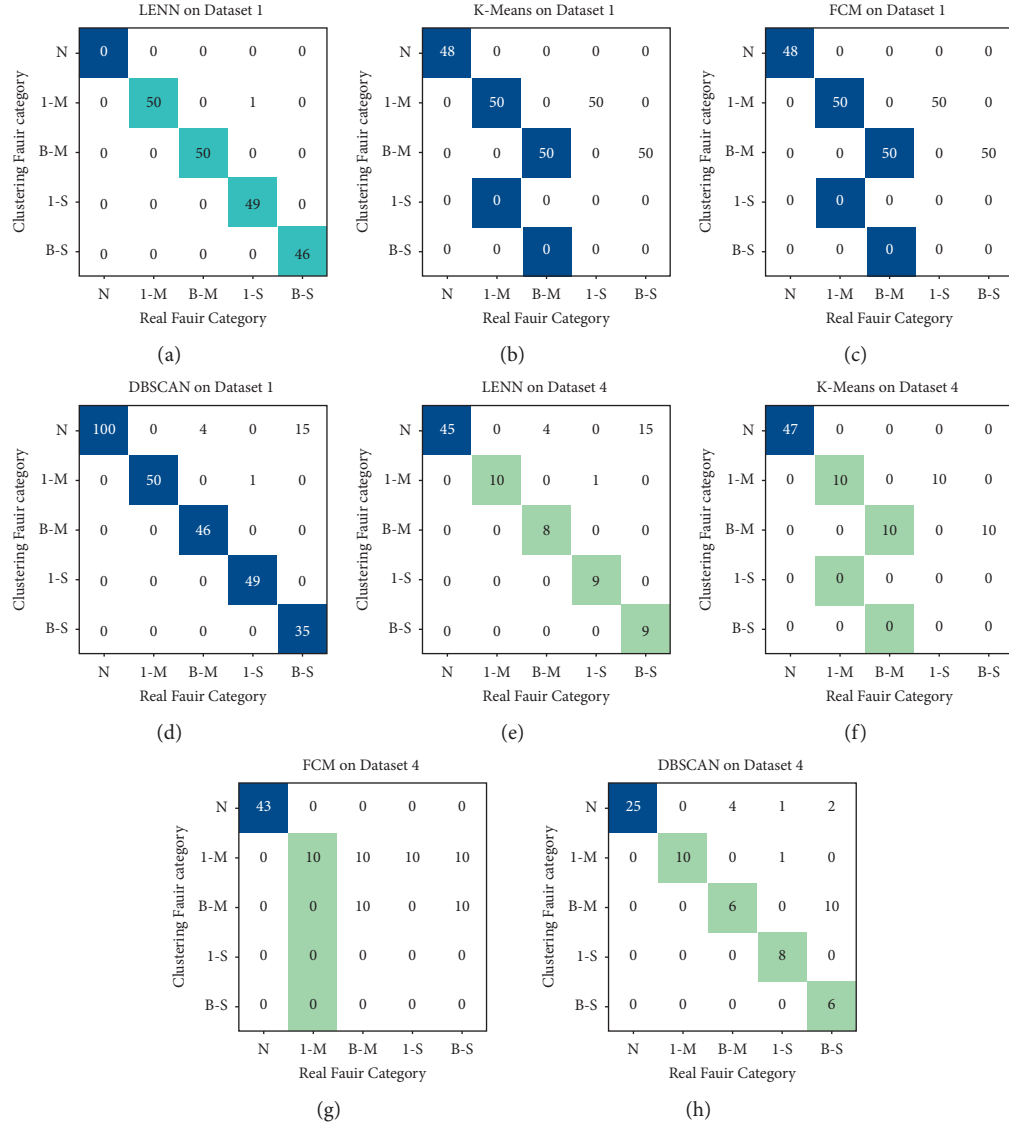 LENN on Dataset 1
K-Means on Dataset 1
FCM on Dataset 1
Clustering Fauir category
N 0 0 0 0 0
1-M 0 50 0 1 0
B-M 0 0 50 0 0
1-S 0 0 0 49 0
B-S 0 0 0 0 46
N 1-M B-M 1-S B-S
Real Fauir Category
(a)
Clustering Fauir category
N 48 0 0 0 0
1-M 0 50 0 50 0
B-M 0 0 50 0 50
1-S 0 0 0 0 0
B-S 0 0 0 0 0
N 1-M B-M 1-S B-S
Real Fauir Category
(b)
Clustering Fauir category
N 48 0 0 0 0
1-M 0 50 0 50 0
B-M 0 0 50 0 50
1-S 0 0 0 0 0
B-S 0 0 0 0 0
N 1-M B-M 1-S B-S
Real Fauir Category
(c)
DBSCAN on Dataset 1
LENN on Dataset 4
K-Means on Dataset 4
Clustering Fauir category
N 100 0 4 0 15
1-M 0 50 0 1 0
B-M 0 0 46 0 0
1-S 0 0 0 49 0
B-S 0 0 0 0 35
N 1-M B-M 1-S B-S
Real Fauir Category
(d)
Clustering Fauir category
N 45 0 4 0 15
1-M 0 10 0 1 0
B-M 0 0 8 0 0
1-S 0 0 0 9 0
B-S 0 0 0 0 9
N 1-M B-M 1-S B-S
Real Fauir Category
(e)
Clustering Fauir category
N 47 0 0 0 0
1-M 0 10 0 10 0
B-M 0 0 10 0 10
1-S 0 0 0 0 0
B-S 0 0 0 0 0
N 1-M B-M 1-S B-S
Real Fauir Category
(f)
FCM on Dataset 4
DBSCAN on Dataset 4
Clustering Fauir category
N 43 0 0 0 0
1-M 0 10 10 10 10
B-M 0 0 10 0 10
1-S 0 0 0 0 0
B-S 0 0 0 0 0
N 1-M B-M 1-S B-S
Real Fauir Category
(g)
Clustering Fauir category
N 25 0 4 1 2
1-M 0 10 0 1 0
B-M 0 0 6 0 10
1-S 0 0 0 8 0
B-S 0 0 0 0 6
N 1-M B-M 1-S B-S
Real Fauir Category
(h)